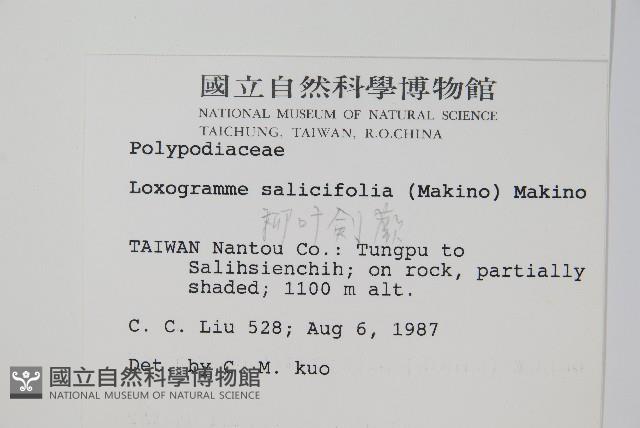 國立自然科學博物館
NATIONAL MUSEUM OF NATURAL SCIENCE
TAICHUNG, TAIWAN, R.O.CHINA
Polypodiaceae
Loxogramme salicifolia (Makino) Makino
柳叶劍蕨
TAIWAN Nantou Co.: Tungpu to
Salihsienchih; on rock, partially
shaded; 1100 m alt.
C. C. Liu 528; Aug 6, 1987
Det. by C. M. kuo
國立自然科學博物館
NATIONAL MUSEUM OF NATURAL SCIENCE